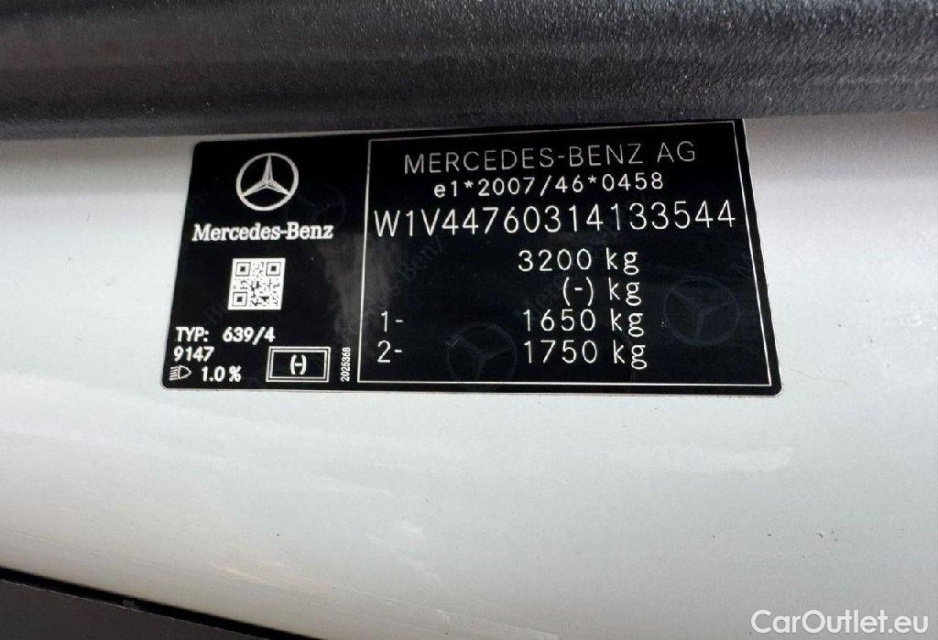 Mercedes-Benz
TYP: 639/4
9147
1.0 %
(-)
2025368
MERCEDES-BENZ AG
e1*2007/46*0458
W1V44760314133544
3200 kg
(-) kg
1- 1650 kg
2- 1750 kg
CarOutlet.eu